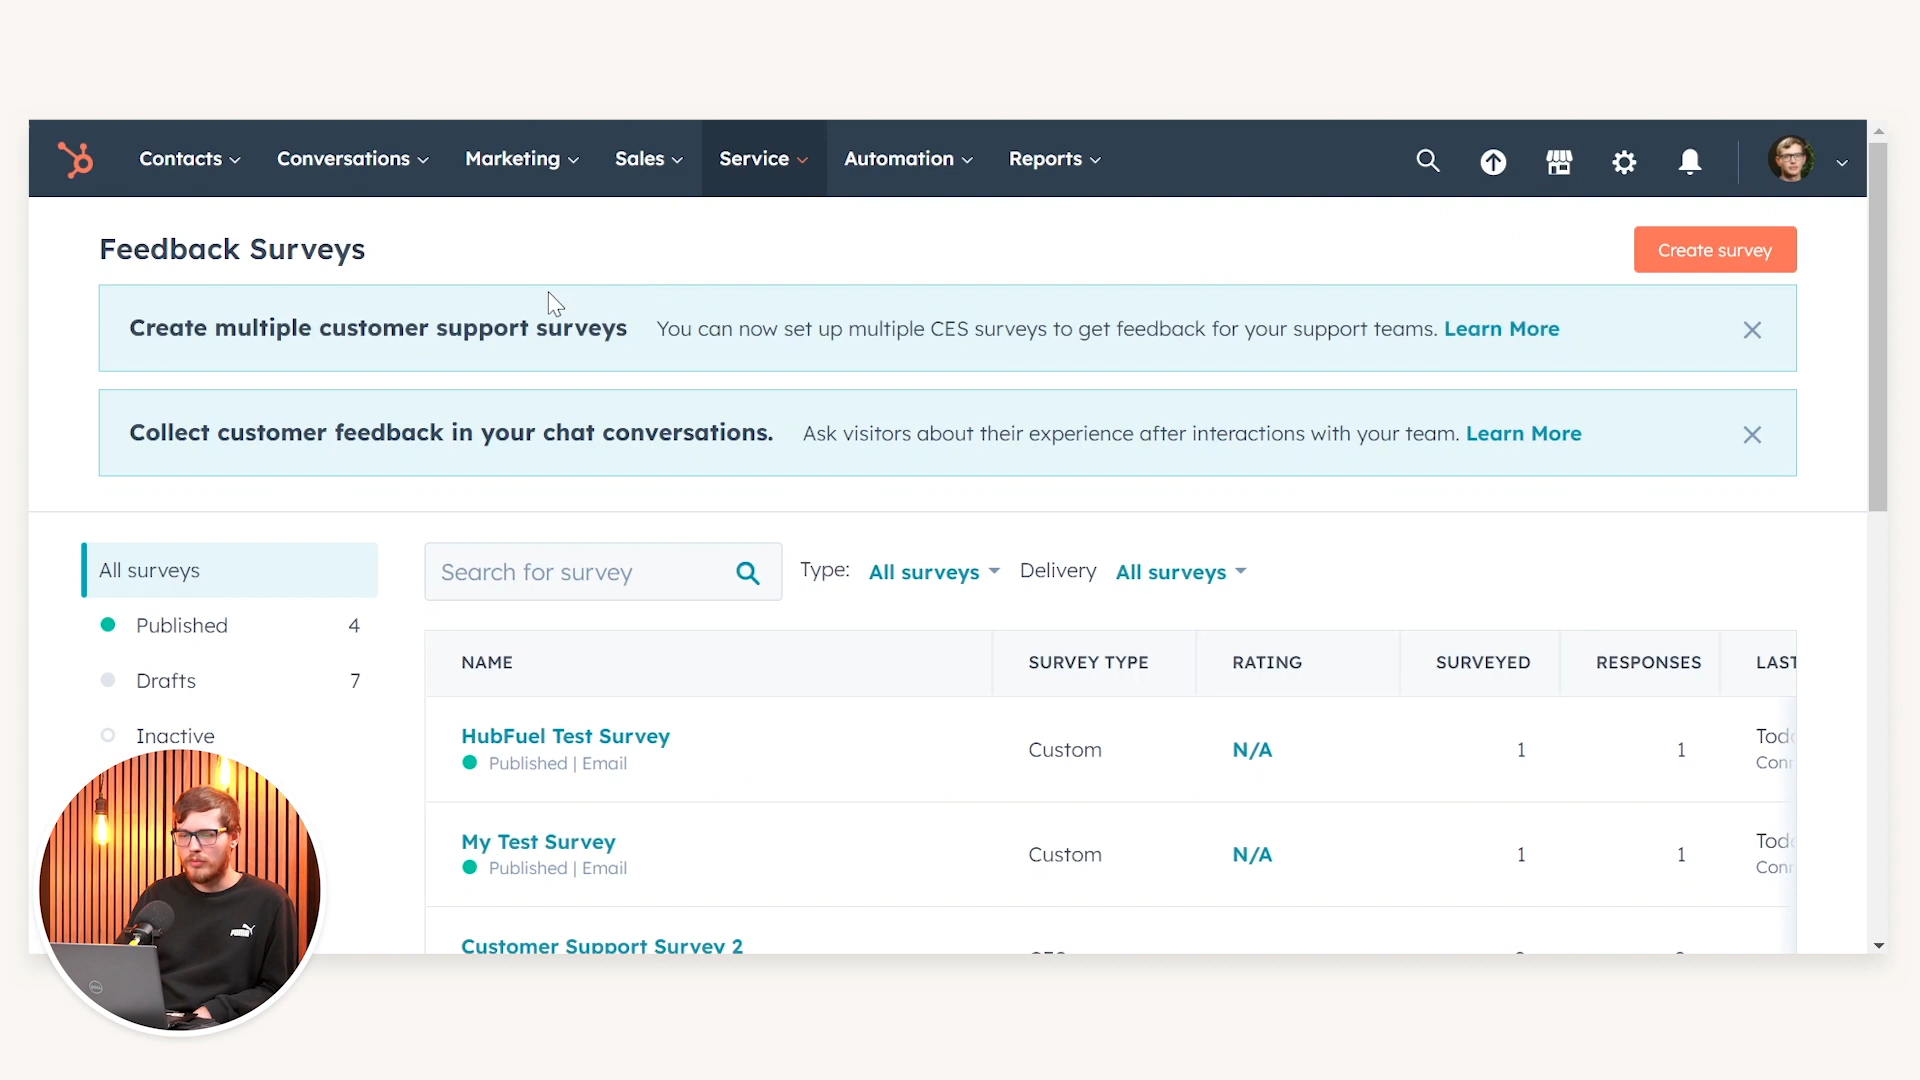 Contacts Conversations Marketing Sales Service Automation Reports
Feedback Surveys
Create survey
Create multiple customer support surveys You can now set up multiple CES surveys to get feedback for your support teams. Learn More
Collect customer feedback in your chat conversations. Ask visitors about their experience after interactions with your team. Learn More
All surveys
Published 4
Drafts 7
Inactive
Search for survey Type: All surveys Delivery All surveys
NAME SURVEY TYPE RATING SURVEYED RESPONSES LAST
HubFuel Test Survey Custom N/A 1 1
Published | Email
My Test Survey Custom N/A 1 1
Published | Email
Customer Support Survey 2
PUMA
DELL